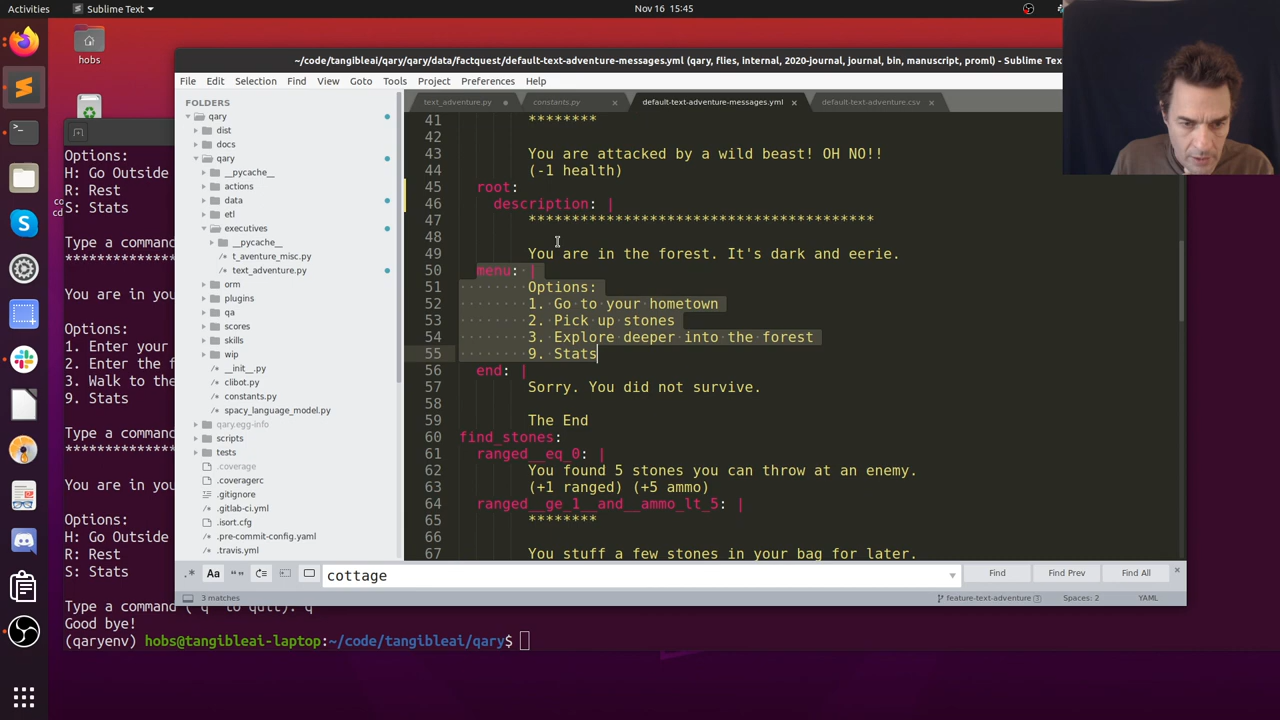 Activities
Sublime Text
Nov 16 15:45
hobs
~/code/tangibleai/qary/qary/data/factquest/default-text-adventure-messages.yml (qary, flies, internal, 2020-journal, journal, bin, manuscript, proml) - Sublime Tex
File Edit Selection Find View Goto Tools Project Preferences Help
FOLDERS
qary
dist
docs
qary
__pycache__
actions
data
etl
executives
__pycache__
t_aventure_misc.py
text_adventure.py
orm
plugins
qa
scores
skills
wip
__init__.py
clibot.py
constants.py
spacy_language_model.py
qary.egg-info
scripts
tests
.coverage
.coveragerc
.gitignore
.gitlab-ci.yml
.isort.cfg
.pre-commit-config.yaml
.travis.yml
text_adventure.py
constants.py
default-text-adventure-messages.yml
default-text-adventure.csv
41 ********
42
43 You are attacked by a wild beast! OH NO!!
44 (-1 health)
45 root:
46 description: |
47 ****************************************
48
49 You are in the forest. It's dark and eerie.
50 menu: |
51 Options:
52 1. Go to your hometown
53 2. Pick up stones
54 3. Explore deeper into the forest
55 9. Stats
56 end: |
57 Sorry. You did not survive.
58
59 The End
60 find_stones:
61 ranged__eq_0: |
62 You found 5 stones you can throw at an enemy.
63 (+1 ranged) (+5 ammo)
64 ranged__ge_1__and__ammo_lt_5: |
65 ********
66
67 You stuff a few stones in your bag for later.
.* Aa
cottage
Find Find Prev Find All
3 matches
feature-text-adventure
Spaces: 2
YAML
Options:
H: Go Outside
R: Rest
S: Stats
Type a command
You are in you
Options:
1. Enter your
2. Enter the f
3. Walk to the
9. Stats
Type a command
You are in you
Options:
H: Go Outside
R: Rest
S: Stats
Type a command ("q" to quit): q
Good bye!
(qaryenv) hobs@tangibleai-laptop:~/code/tangibleai/qary$